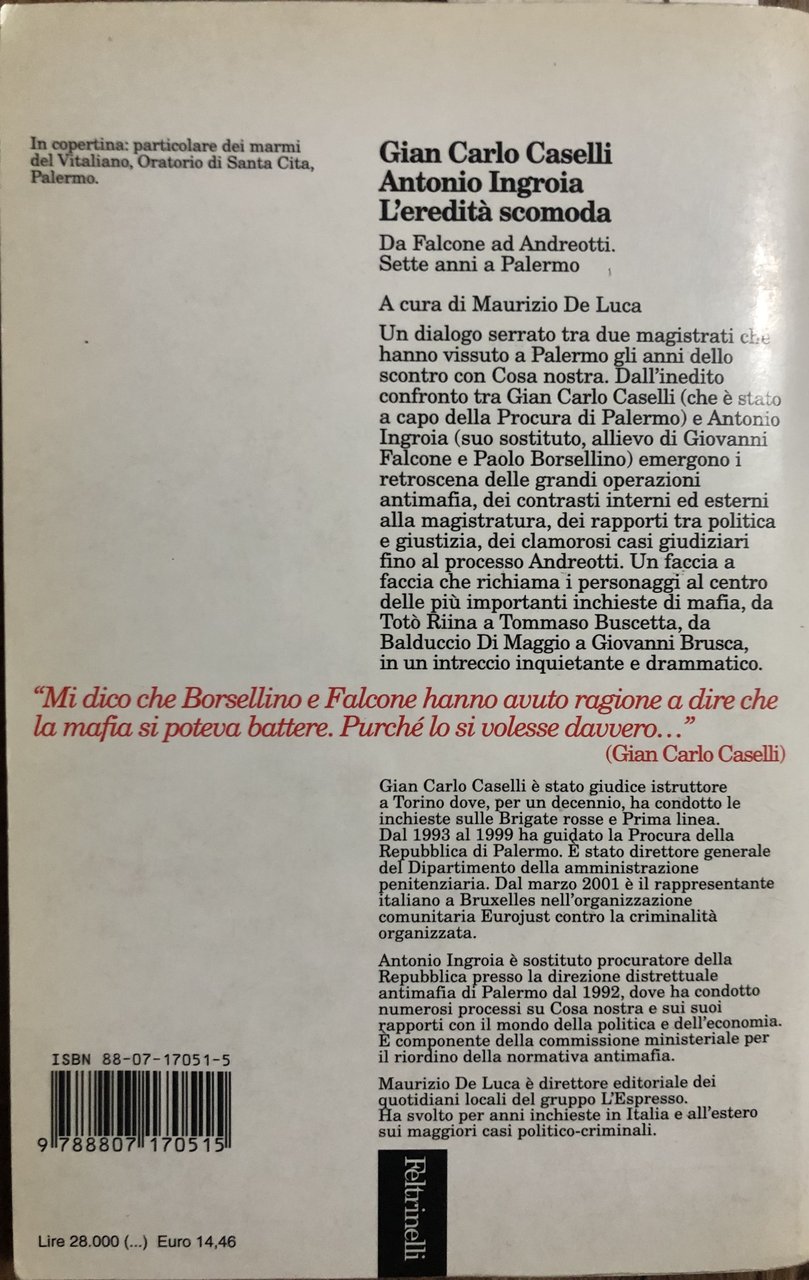 In copertina: particolare dei marmi
del Vitaliano, Oratorio di Santa Cita,
Palermo.
Gian Carlo Caselli
Antonio Ingroia
L'eredità scomoda
Da Falcone ad Andreotti.
Sette anni a Palermo
A cura di Maurizio De Luca
Un dialogo serrato tra due magistrati che
hanno vissuto a Palermo gli anni dello
scontro con Cosa nostra. Dall'inedito
confronto tra Gian Carlo Caselli (che è stato
a capo della Procura di Palermo) e Antonio
Ingroia (suo sostituto, allievo di Giovanni
Falcone e Paolo Borsellino) emergono i
retroscena delle grandi operazioni
antimafia, dei contrasti interni ed esterni
alla magistratura, dei rapporti tra politica
e giustizia, dei clamorosi casi giudiziari
fino al processo Andreotti. Un faccia a
faccia che richiama i personaggi al centro
delle più importanti inchieste di mafia, da
Totò Riina a Tommaso Buscetta, da
Balduccio Di Maggio a Giovanni Brusca,
in un intreccio inquietante e drammatico.
“Mi dico che Borsellino e Falcone hanno avuto ragione a dire che
la mafia si poteva battere. Purché lo si volesse davvero…”
(Gian Carlo Caselli)
Gian Carlo Caselli è stato giudice istruttore
a Torino dove, per un decennio, ha condotto le
inchieste sulle Brigate rosse e Prima linea.
Dal 1993 al 1999 ha guidato la Procura della
Repubblica di Palermo. È stato direttore generale
del Dipartimento della amministrazione
penitenziaria. Dal marzo 2001 è il rappresentante
italiano a Bruxelles nell'organizzazione
comunitaria Eurojust contro la criminalità
organizzata.
Antonio Ingroia è sostituto procuratore della
Repubblica presso la direzione distrettuale
antimafia di Palermo dal 1992, dove ha condotto
numerosi processi su Cosa nostra e sui suoi
rapporti con il mondo della politica e dell'economia.
È componente della commissione ministeriale per
il riordino della normativa antimafia.
Maurizio De Luca è direttore editoriale dei
quotidiani locali del gruppo L'Espresso.
Ha svolto per anni inchieste in Italia e all'estero
sui maggiori casi politico-criminali.
ISBN 88-07-17051-5
9 788807 170515
Feltrinelli
Lire 28.000 (...) Euro 14,46